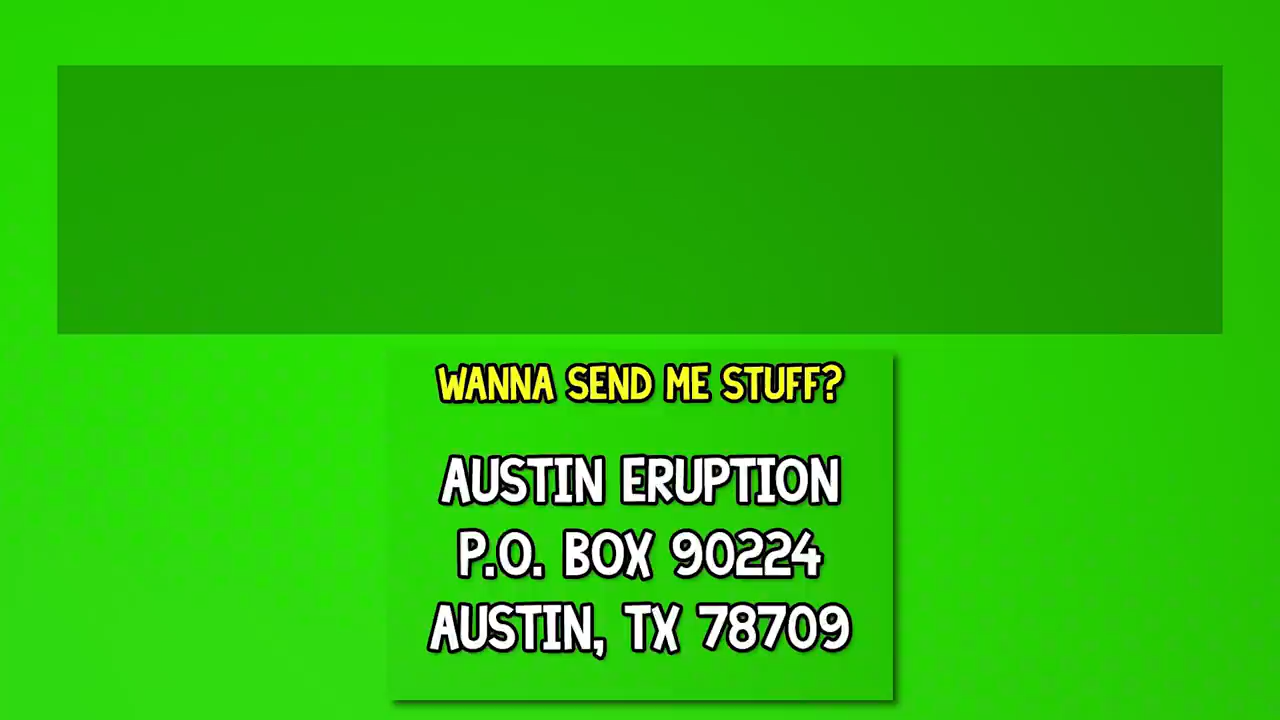 WANNA SEND ME STUFF?
AUSTIN ERUPTION
P.O. BOX 90224
AUSTIN, TX 78709